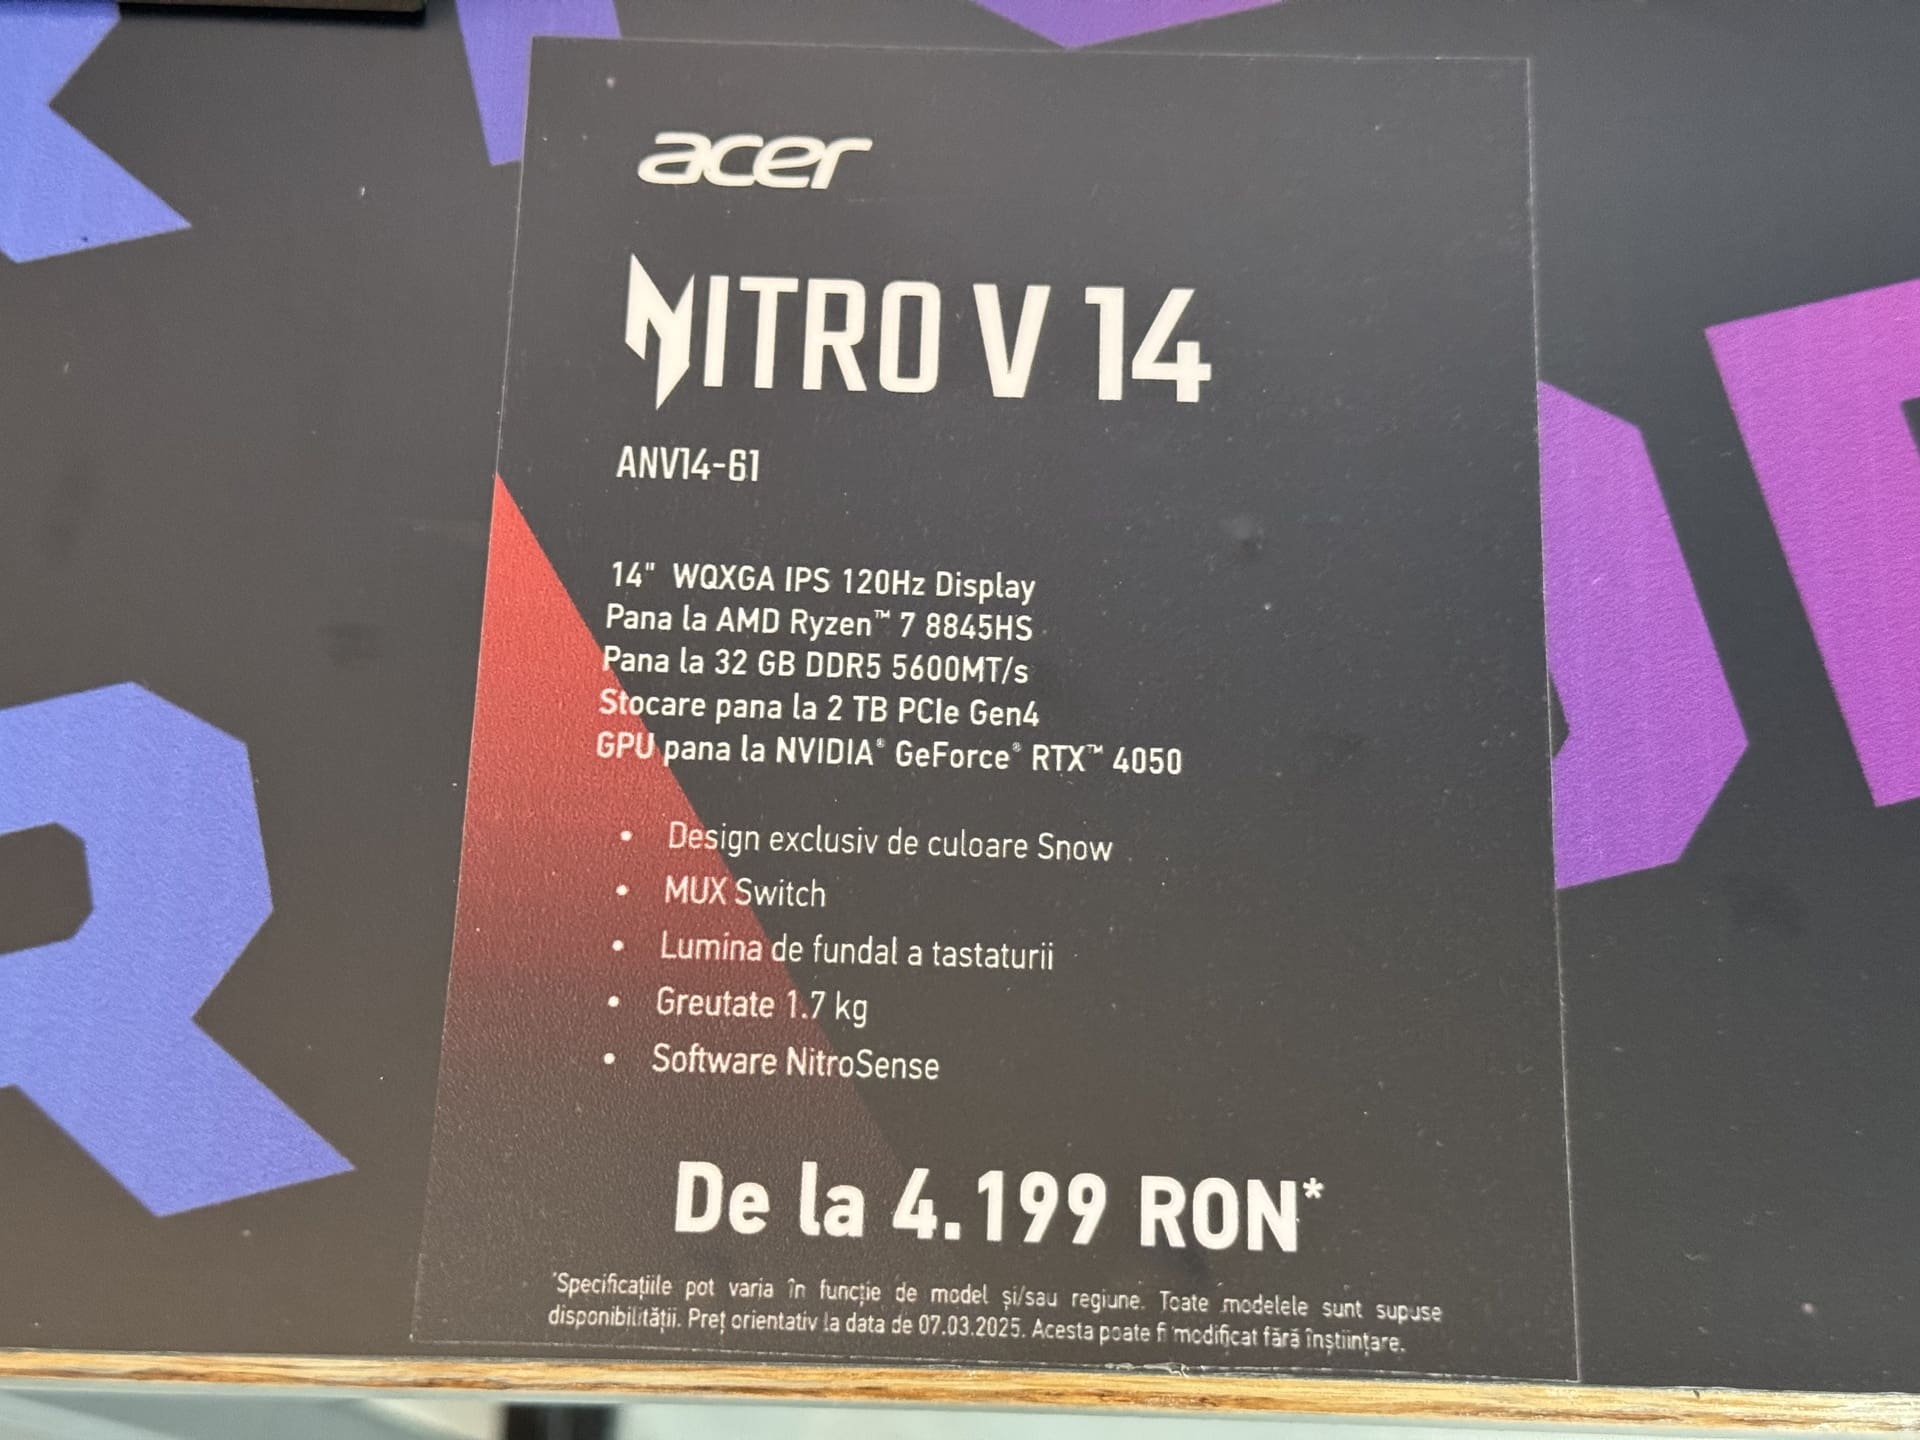 acer
NITRO V 14
ANV14-61
14" WQXGA IPS 120Hz Display
Pana la AMD Ryzen™ 7 8845HS
Pana la 32 GB DDR5 5600MT/s
Stocare pana la 2 TB PCIe Gen4
GPU pana la NVIDIA® GeForce® RTX™ 4050
• Design exclusiv de culoare Snow
• MUX Switch
• Lumina de fundal a tastaturii
• Greutate 1.7 kg
• Software NitroSense
De la 4.199 RON*
*Specificațiile pot varia în funcție de model și/sau regiune. Toate modelele sunt supuse
disponibilității. Preț orientativ la data de 07.03.2025. Acesta poate fi modificat fără înștiințare.